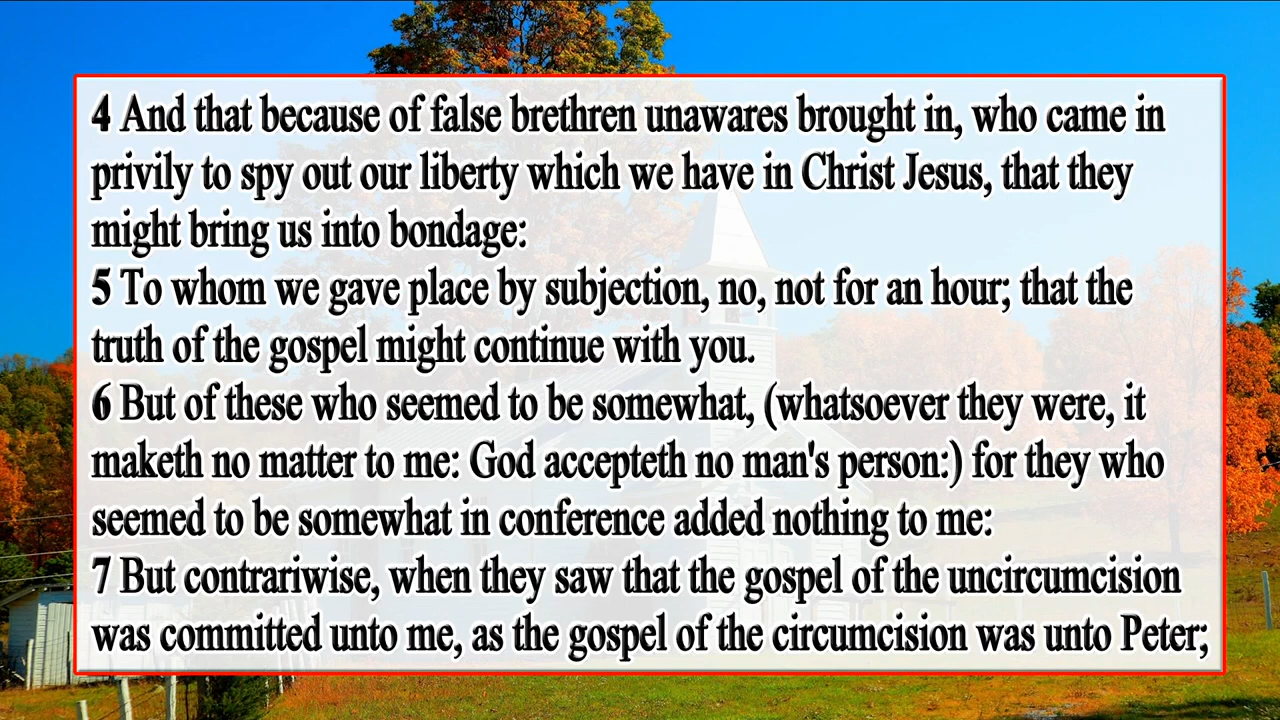 4 And that because of false brethren unawares brought in, who came in
privily to spy out our liberty which we have in Christ Jesus, that they
might bring us into bondage:
5 To whom we gave place by subjection, no, not for an hour; that the
truth of the gospel might continue with you.
6 But of these who seemed to be somewhat, (whatsoever they were, it
maketh no matter to me: God accepteth no man's person:) for they who
seemed to be somewhat in conference added nothing to me:
7 But contrariwise, when they saw that the gospel of the uncircumcision
was committed unto me, as the gospel of the circumcision was unto Peter;